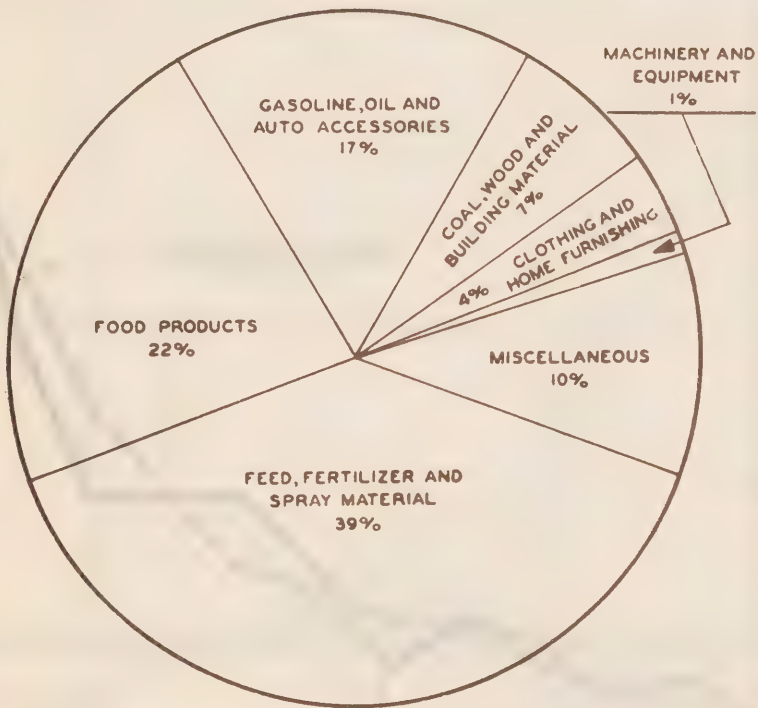 MACHINERY AND
EQUIPMENT
1%
GASOLINE, OIL AND
AUTO ACCESSORIES
17%
COAL, WOOD AND
BUILDING MATERIAL
7%
CLOTHING AND
HOME FURNISHING
4%
FOOD PRODUCTS
22%
MISCELLANEOUS
10%
FEED, FERTILIZER AND
SPRAY MATERIAL
39%